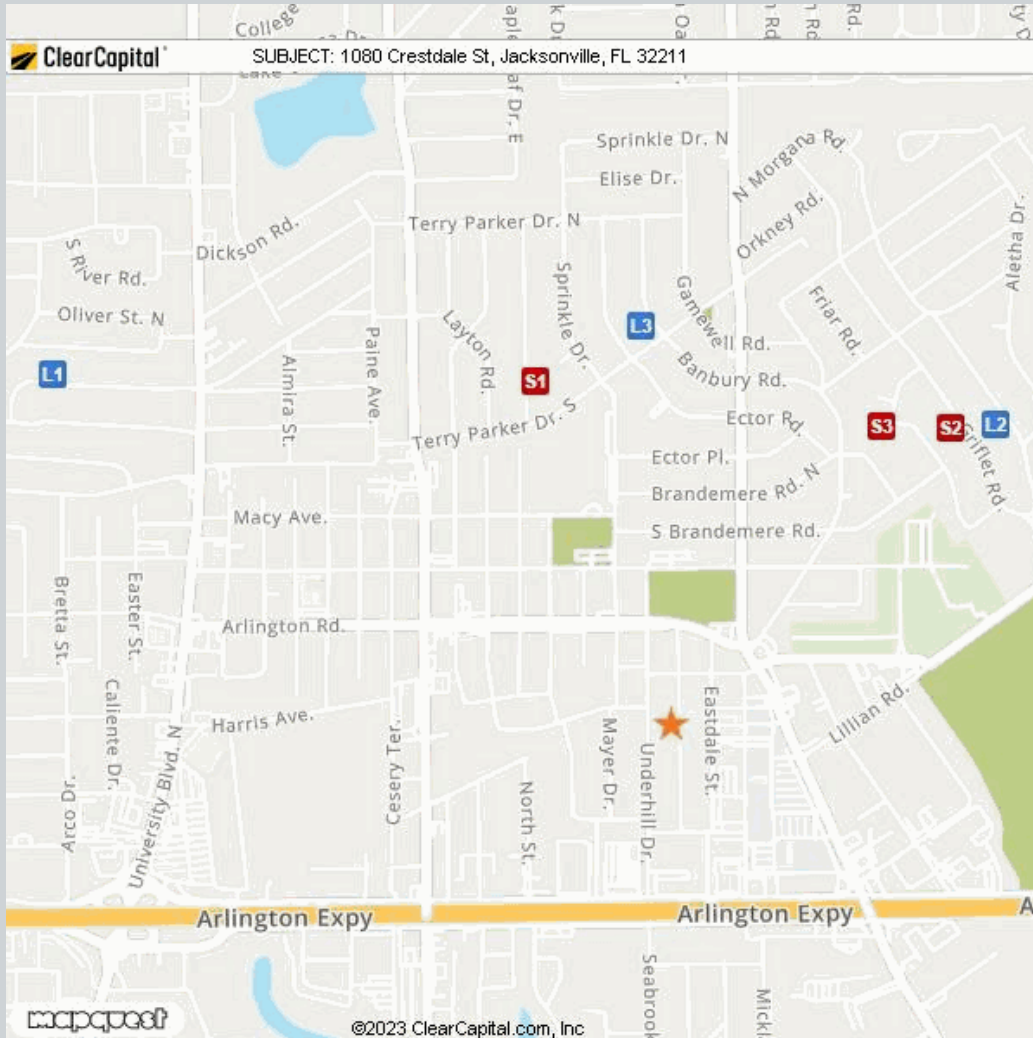 College
ClearCapital
SUBJECT: 1080 Crestdale St, Jacksonville, FL 32211
Sprinkle Dr. N
N Morgana Rd.
Elise Dr.
Terry Parker Dr. N
Orkney Rd.
Dickson Rd.
Aletha Dr.
S River Rd.
Sprinkle Dr.
Gamewell Rd.
Friar Rd.
Oliver St. N
L3
Layton Rd.
Paine Ave.
Almira St.
L1
S1
Banbury Rd.
Terry Parker Dr. S
Ector Rd.
S3
S2
L2
Griflet Rd.
Ector Pl.
Brandemere Rd. N
Macy Ave.
S Brandemere Rd.
Bretta St.
Easter St.
Arlington Rd.
Caliente Dr.
Harris Ave.
Lillian Rd.
Eastdale St.
Mayer Dr.
Underhill Dr.
Cesery Ter.
North St.
Arco Dr.
University Blvd. N
Arlington Expy
Arlington Expy
A
Seabrook
Mickl
mapquest
©2023 ClearCapital.com, Inc